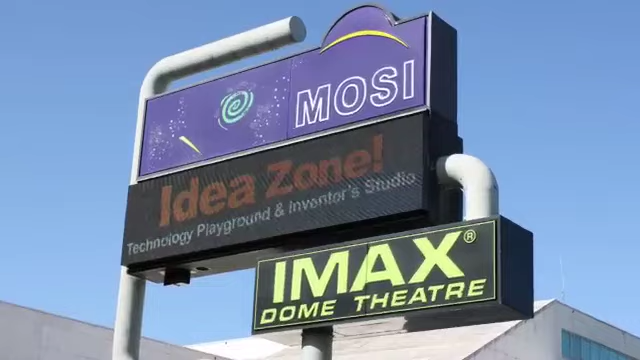 MOSI
Idea Zone!
Technology Playground & Inventor's Studio
IMAX®
DOME THEATRE